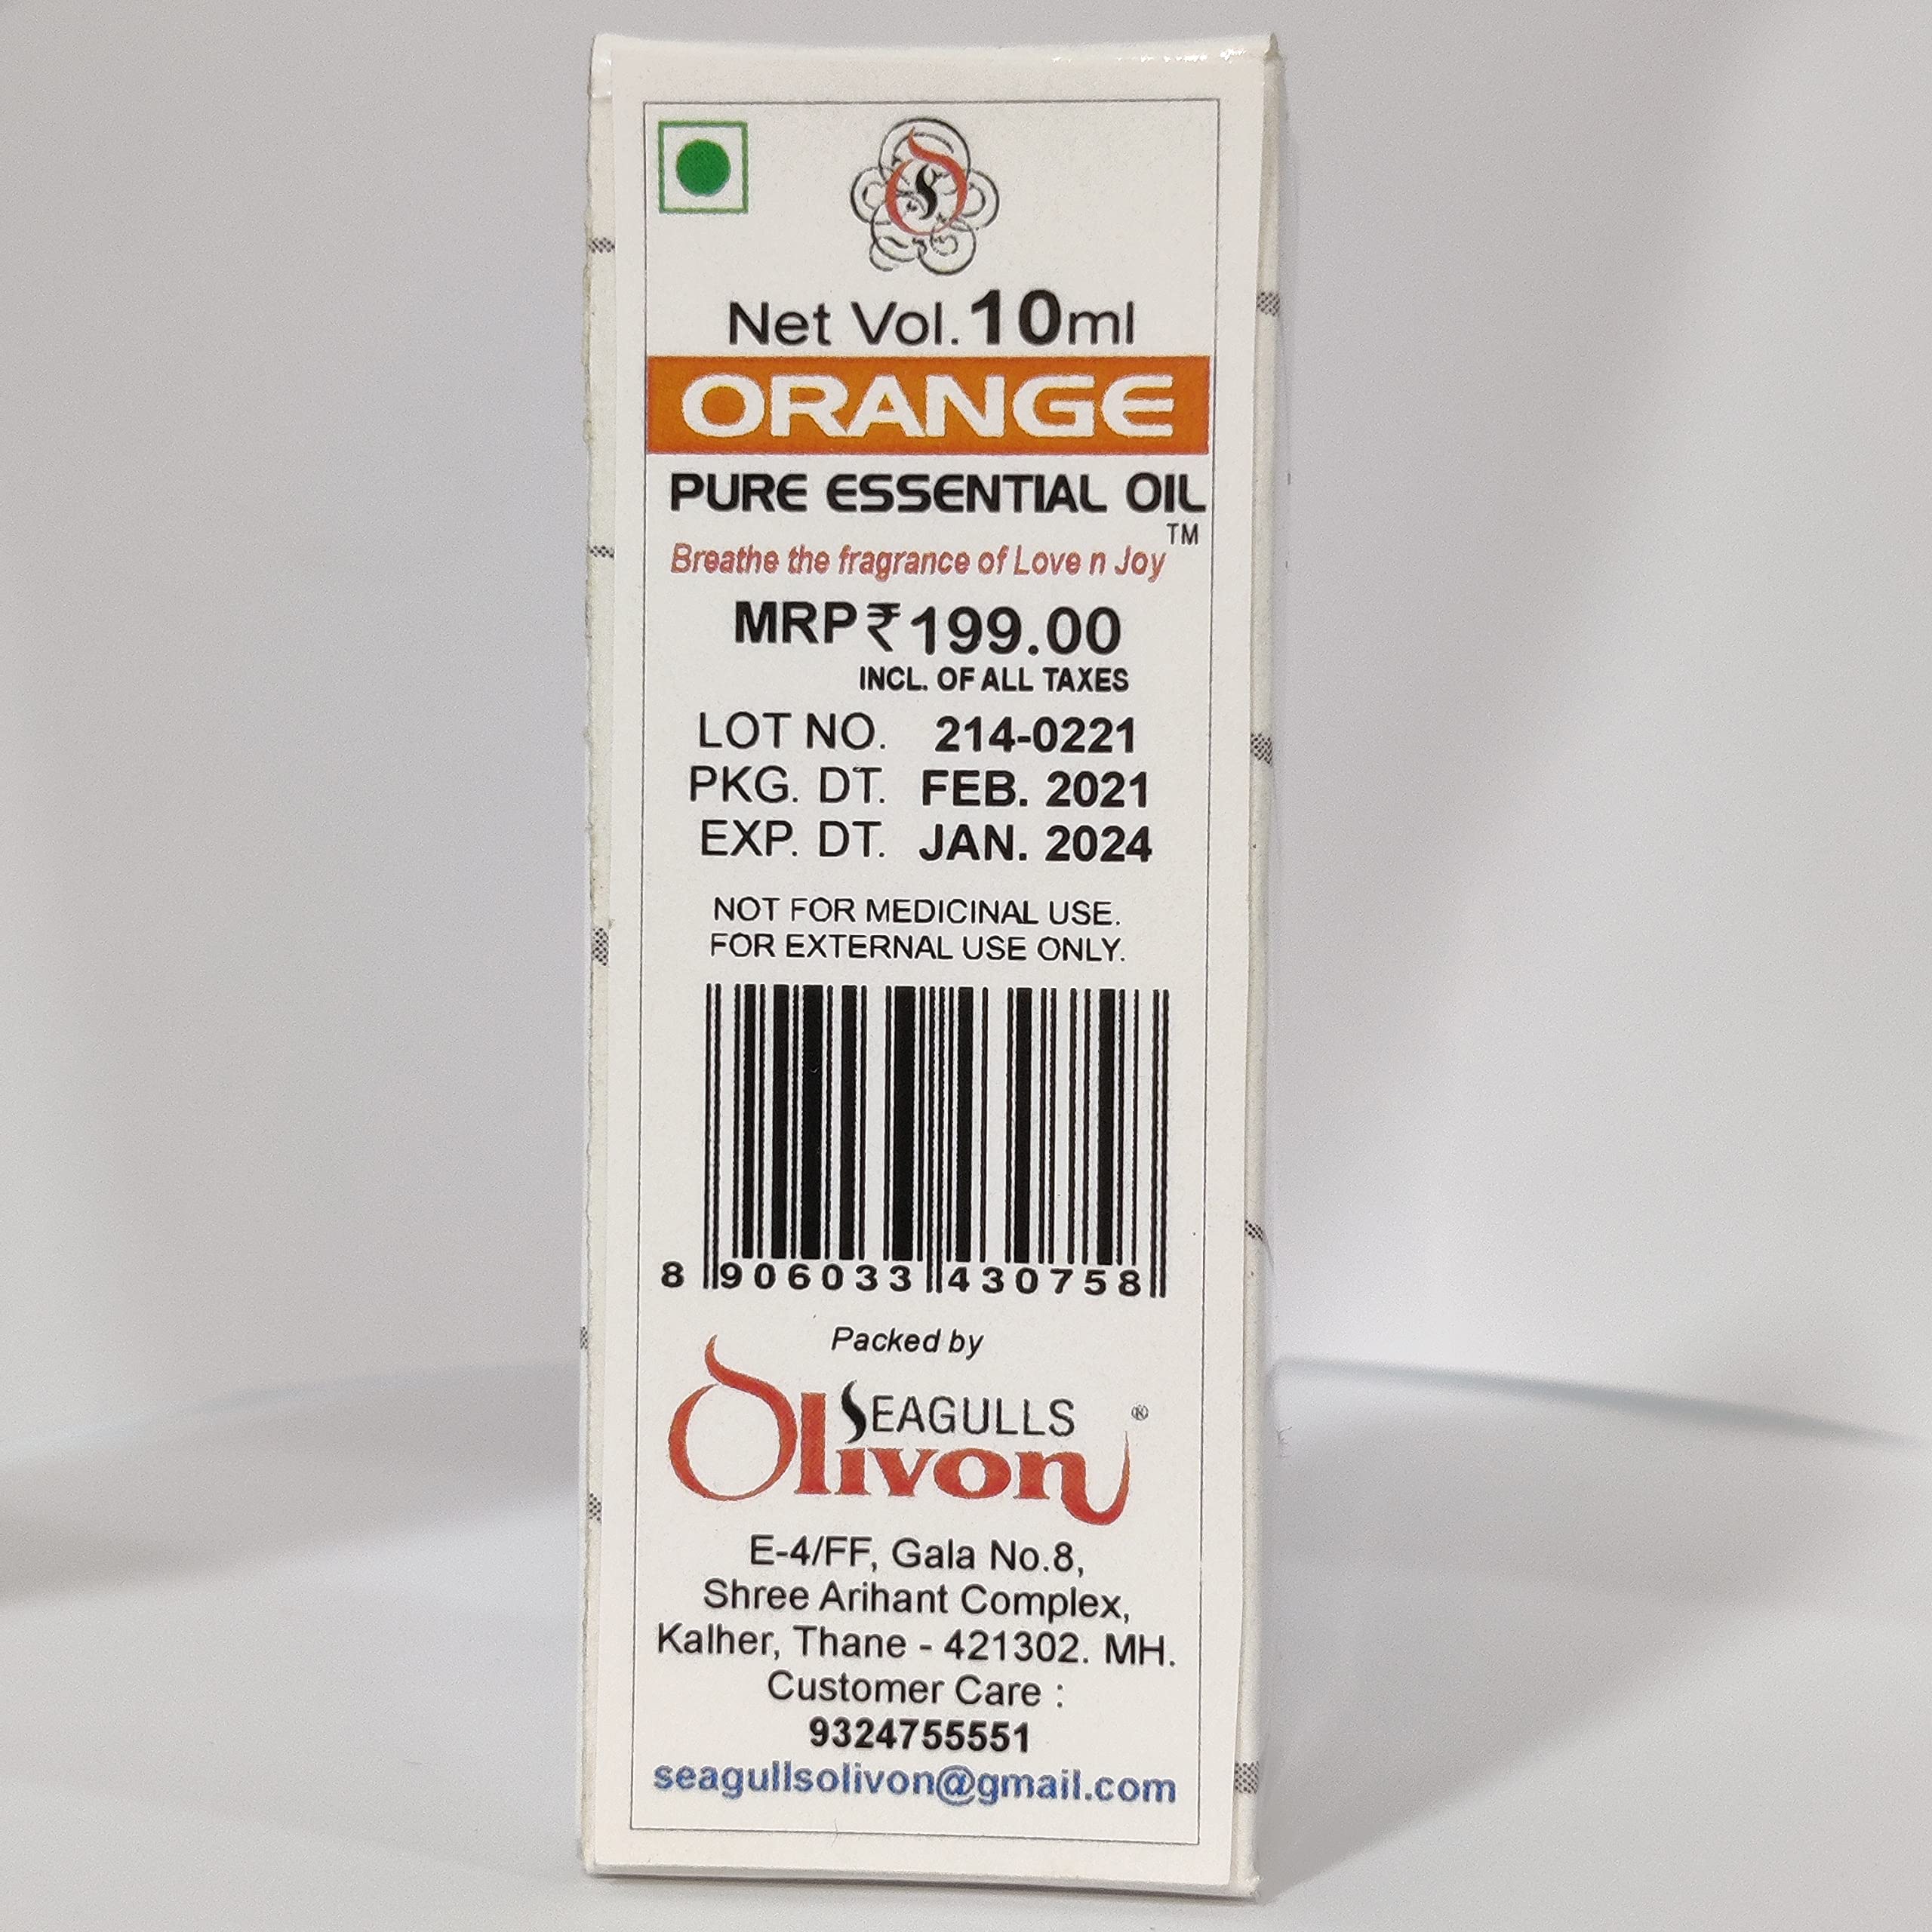 Net Vol. 10ml
ORANGE
PURE ESSENTIAL OIL
Breathe the fragrance of Love n Joy™
MRP ₹ 199.00
INCL. OF ALL TAXES
LOT NO. 214-0221
PKG. DT. FEB. 2021
EXP. DT. JAN. 2024
NOT FOR MEDICINAL USE.
FOR EXTERNAL USE ONLY.
8 906033 430758
Packed by
SEAGULLS ®
Olivon
E-4/FF, Gala No.8,
Shree Arihant Complex,
Kalher, Thane - 421302. MH.
Customer Care :
9324755551
seagullsolivon@gmail.com